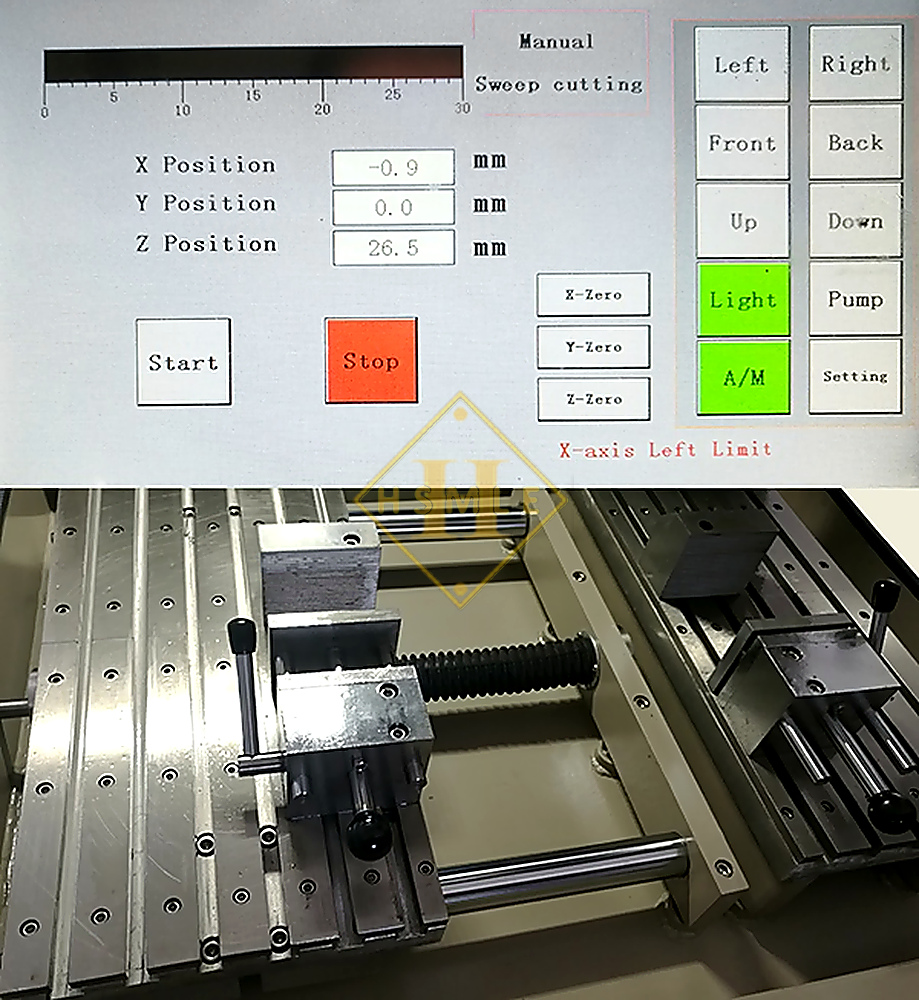 Manual
Sweep cutting
0 5 10 15 20 25 30
X Position -0.9 mm
Y Position 0.0 mm
Z Position 26.5 mm
Start
Stop
X-Zero
Y-Zero
Z-Zero
Left Right
Front Back
Up Down
Light Pump
A/M Setting
X-axis Left Limit
H
HSMF